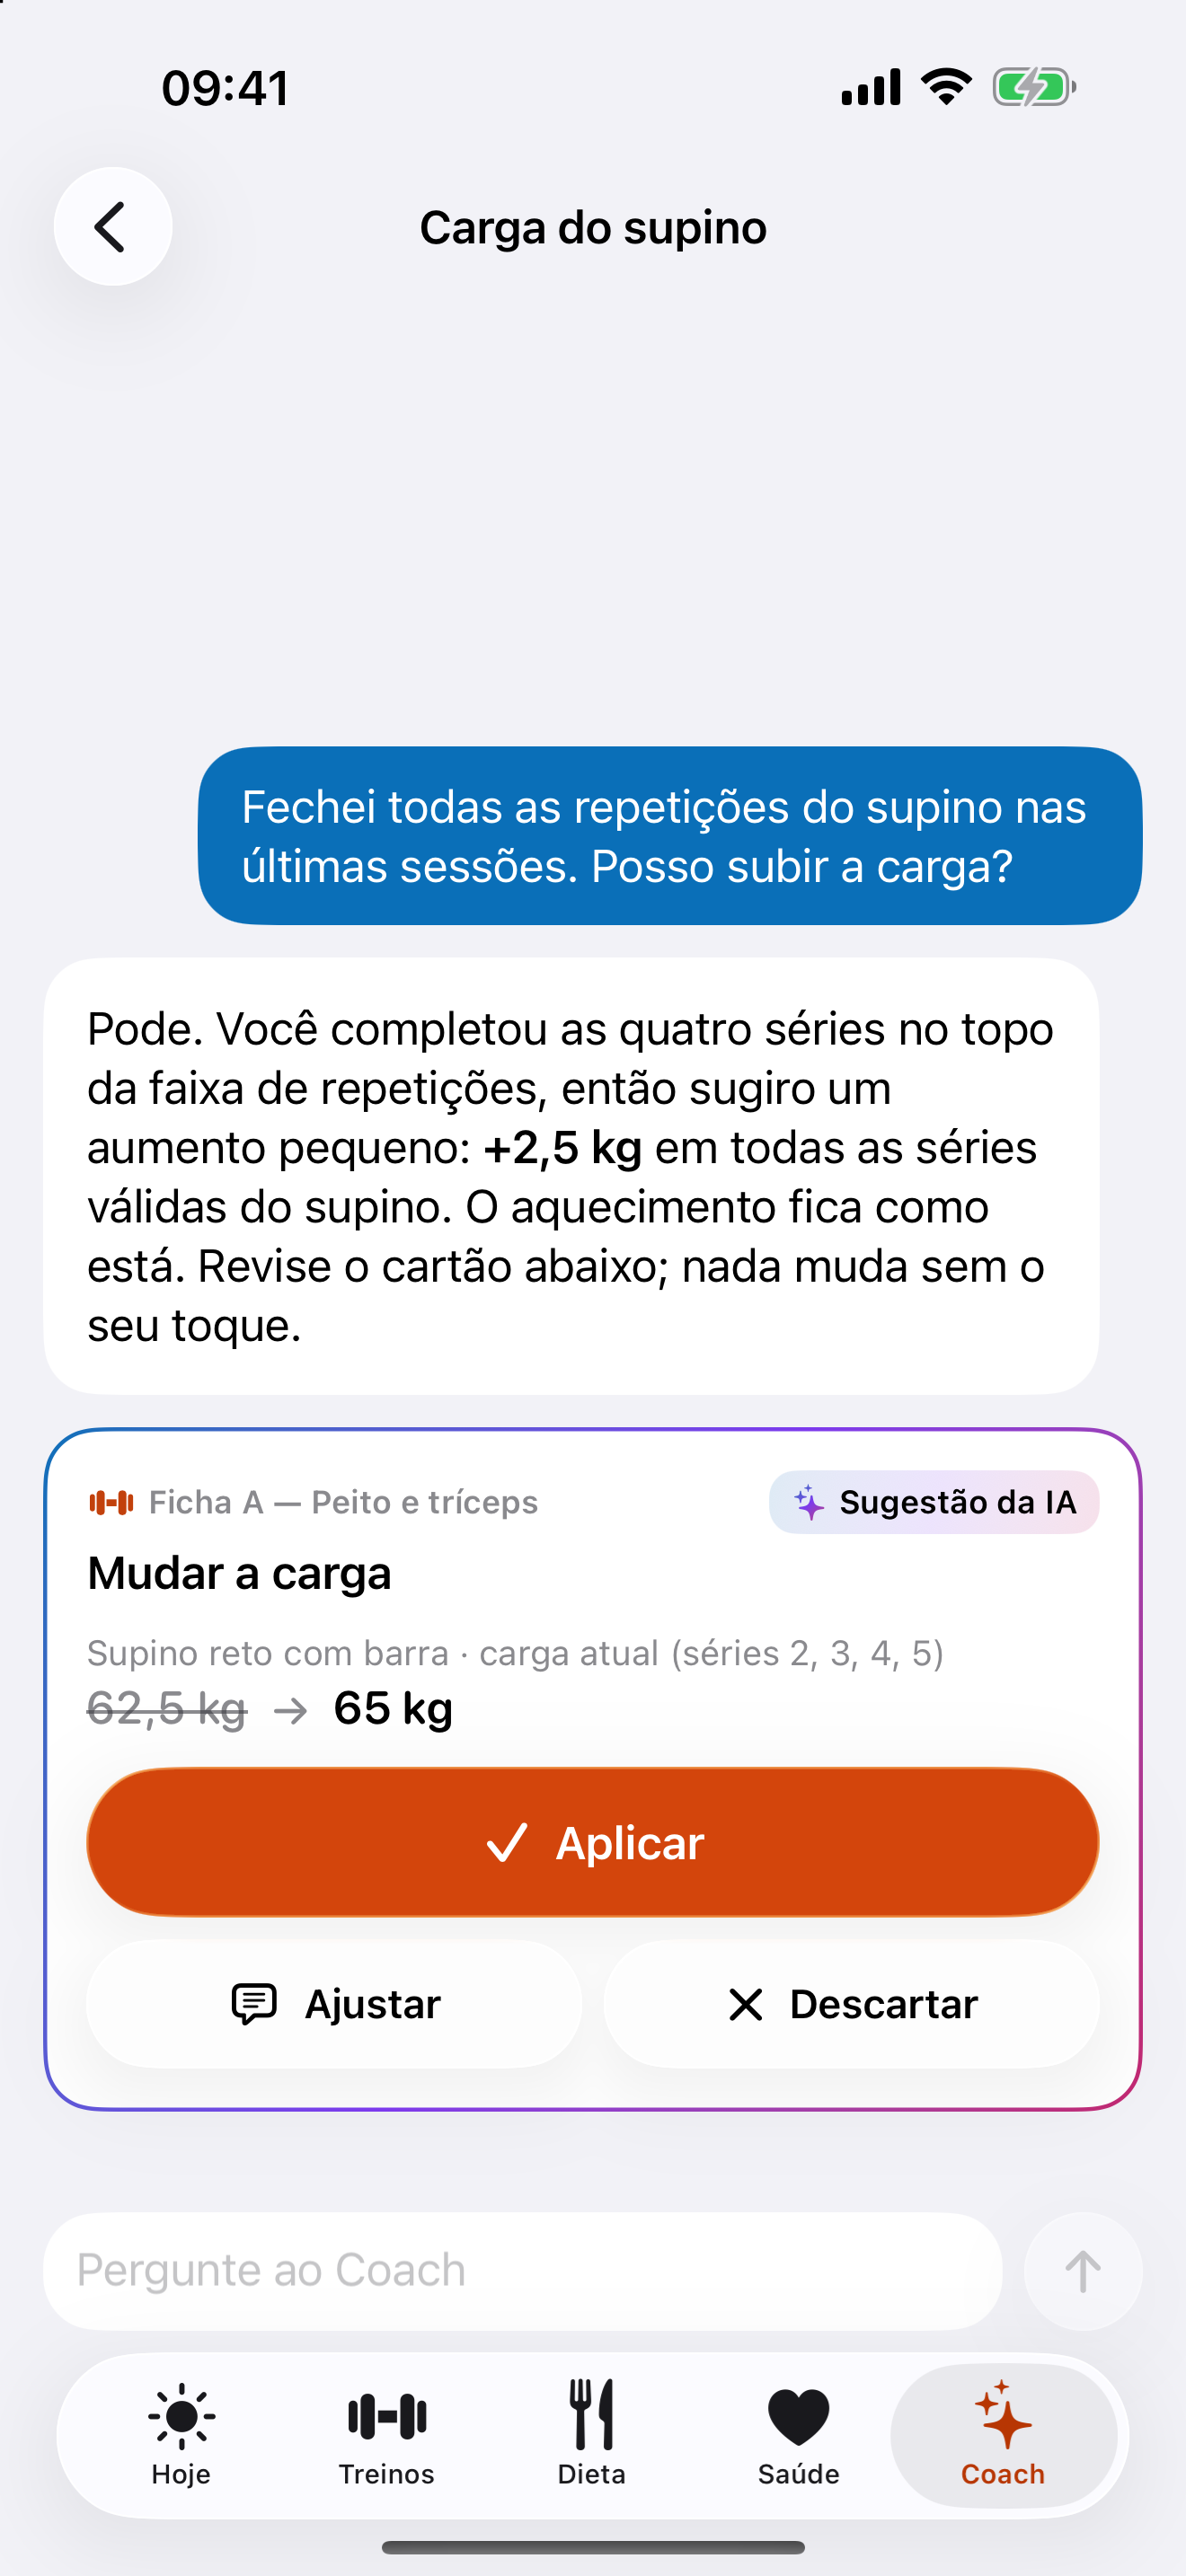 09:41
Carga do supino
Fechei todas as repetições do supino nas
últimas sessões. Posso subir a carga?
Pode. Você completou as quatro séries no topo
da faixa de repetições, então sugiro um
aumento pequeno: +2,5 kg em todas as séries
válidas do supino. O aquecimento fica como
está. Revise o cartão abaixo; nada muda sem o
seu toque.
Ficha A — Peito e tríceps
Sugestão da IA
Mudar a carga
Supino reto com barra · carga atual (séries 2, 3, 4, 5)
62,5 kg → 65 kg
Aplicar
Ajustar
Descartar
Pergunte ao Coach
Hoje
Treinos
Dieta
Saúde
Coach